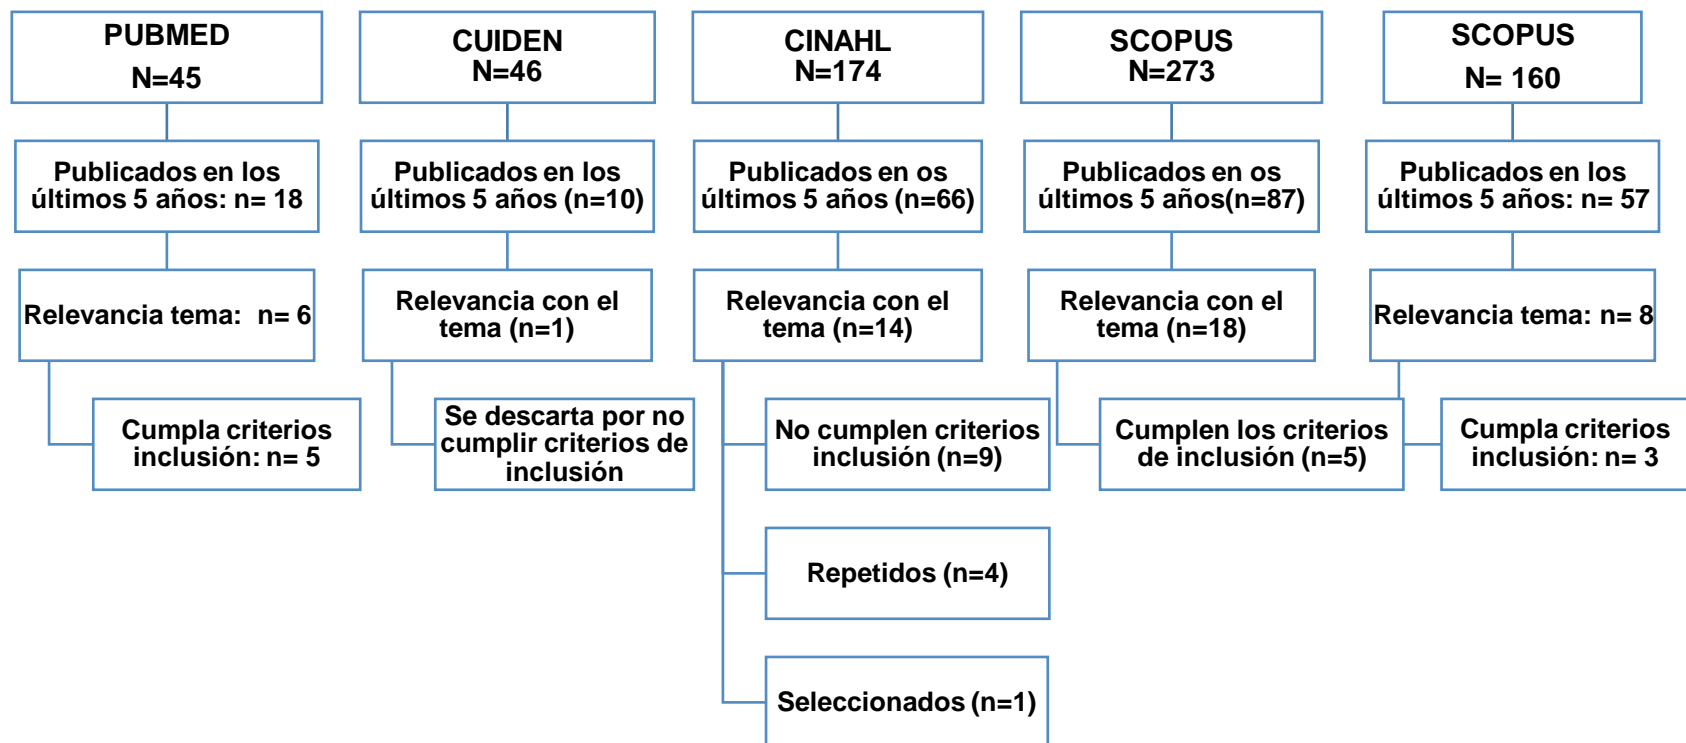 PUBMED
N=45
CUIDEN
N=46
CINAHL
N=174
SCOPUS
N=273
SCOPUS
N= 160
Publicados en los
últimos 5 años: n= 18
Publicados en los
últimos 5 años (n=10)
Publicados en os
últimos 5 años (n=66)
Publicados en os
últimos 5 años(n=87)
Publicados en los
últimos 5 años: n= 57
Relevancia tema: n= 6
Relevancia con el
tema (n=1)
Relevancia con el
tema (n=14)
Relevancia con el
tema (n=18)
Relevancia tema: n= 8
Cumpla criterios
inclusión: n= 5
Se descarta por no
cumplir criterios de
inclusión
No cumplen criterios
inclusión (n=9)
Cumplen los criterios
de inclusión (n=5)
Cumpla criterios
inclusión: n= 3
Repetidos (n=4)
Seleccionados (n=1)